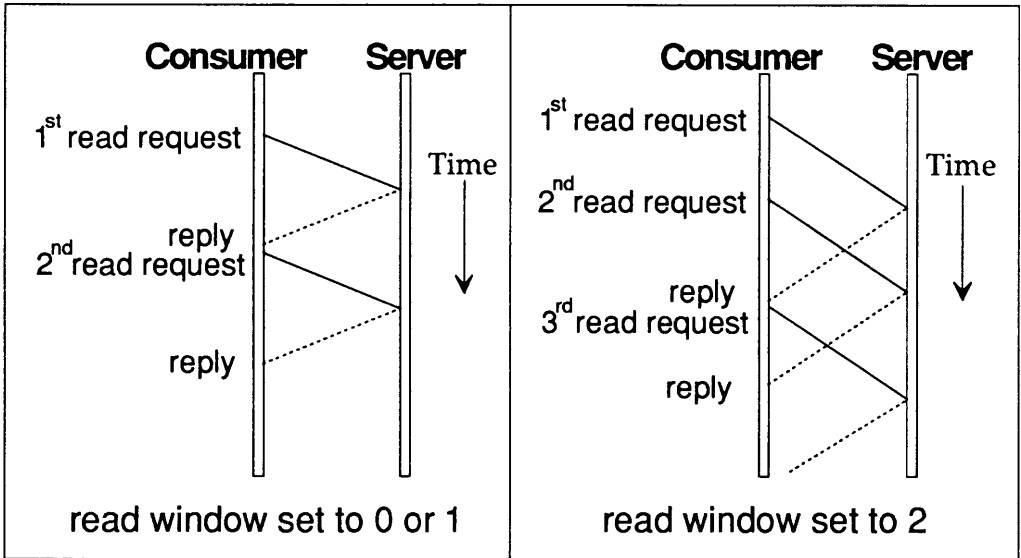 Consumer Server
1st read request
Time
reply
2nd read request
reply
read window set to 0 or 1
Consumer Server
1st read request
Time
2nd read request
reply
3rd read request
reply
read window set to 2